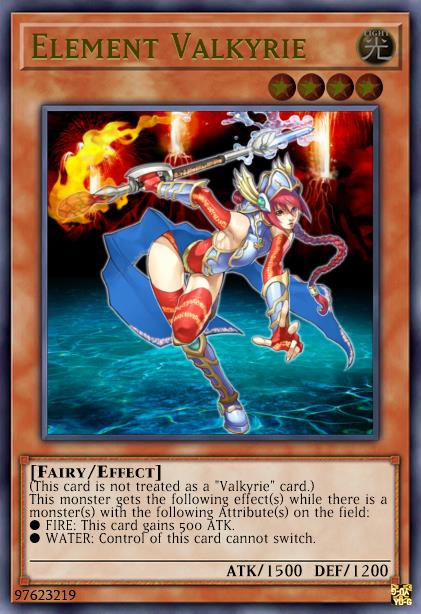 Element Valkyrie
LIGHT
光
[Fairy/Effect]
(This card is not treated as a "Valkyrie" card.)
This monster gets the following effect(s) while there is a
monster(s) with the following Attribute(s) on the field:
● FIRE: This card gains 500 ATK.
● WATER: Control of this card cannot switch.
ATK/1500 DEF/1200
97623219